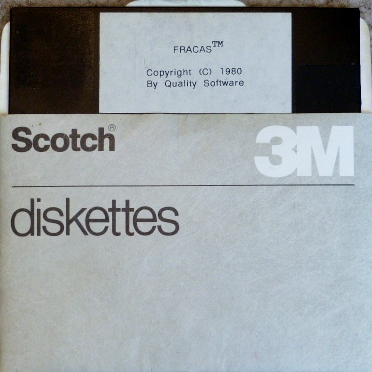 FRACAS™
Copyright (C) 1980
By Quality Software
Scotch® 3M
diskettes